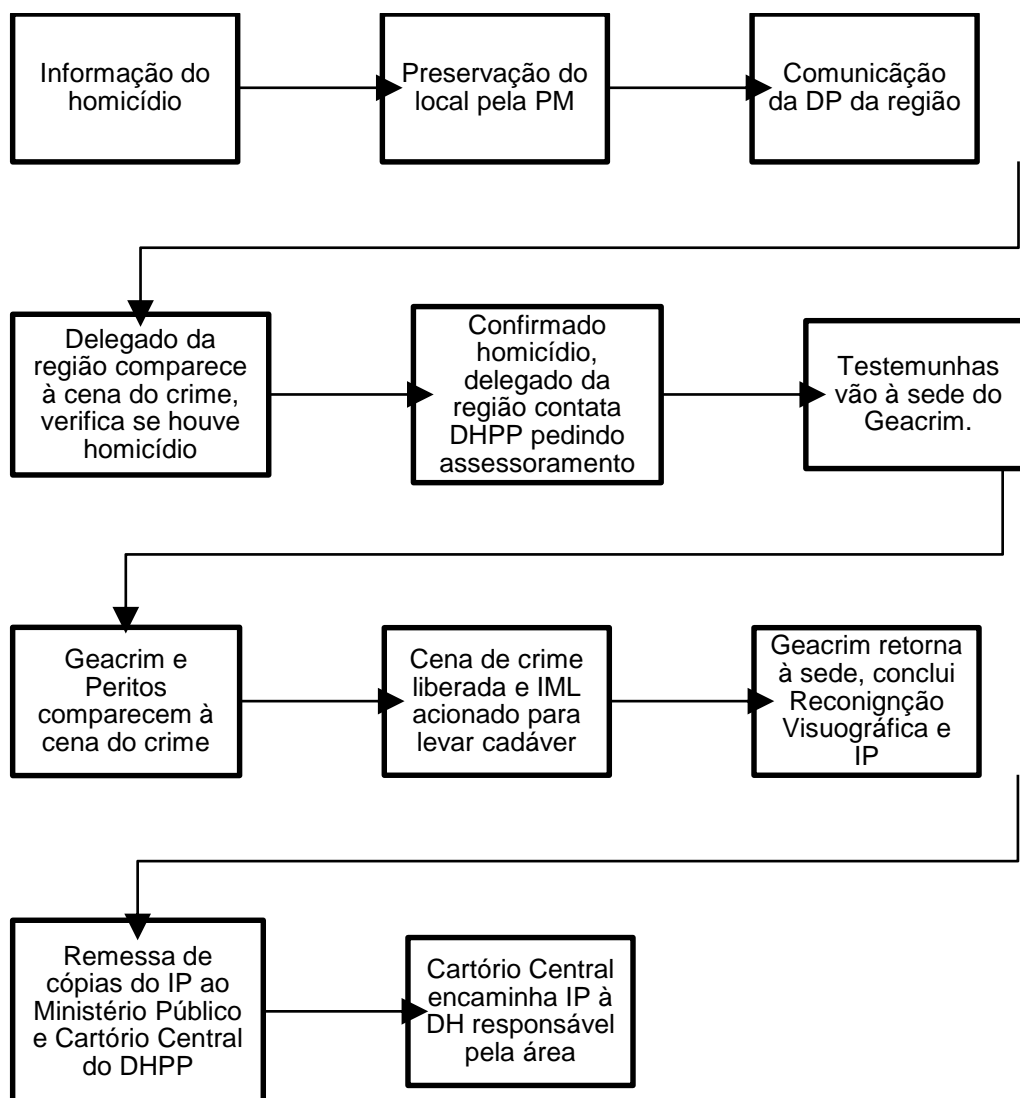 Informação do
homicídio
Preservação do
local pela PM
Comunicãção
da DP da região
Delegado da
região comparece
à cena do crime,
verifica se houve
homicídio
Confirmado
homicídio,
delegado da
região contata
DHPP pedindo
assessoramento
Testemunhas
vão à sede do
Geacrim.
Geacrim e
Peritos
comparecem à
cena do crime
Cena de crime
liberada e IML
acionado para
levar cadáver
Geacrim retorna
à sede, conclui
Reconignção
Visuográfica e
IP
Remessa de
cópias do IP ao
Ministério Público
e Cartório Central
do DHPP
Cartório Central
encaminha IP à
DH responsável
pela área